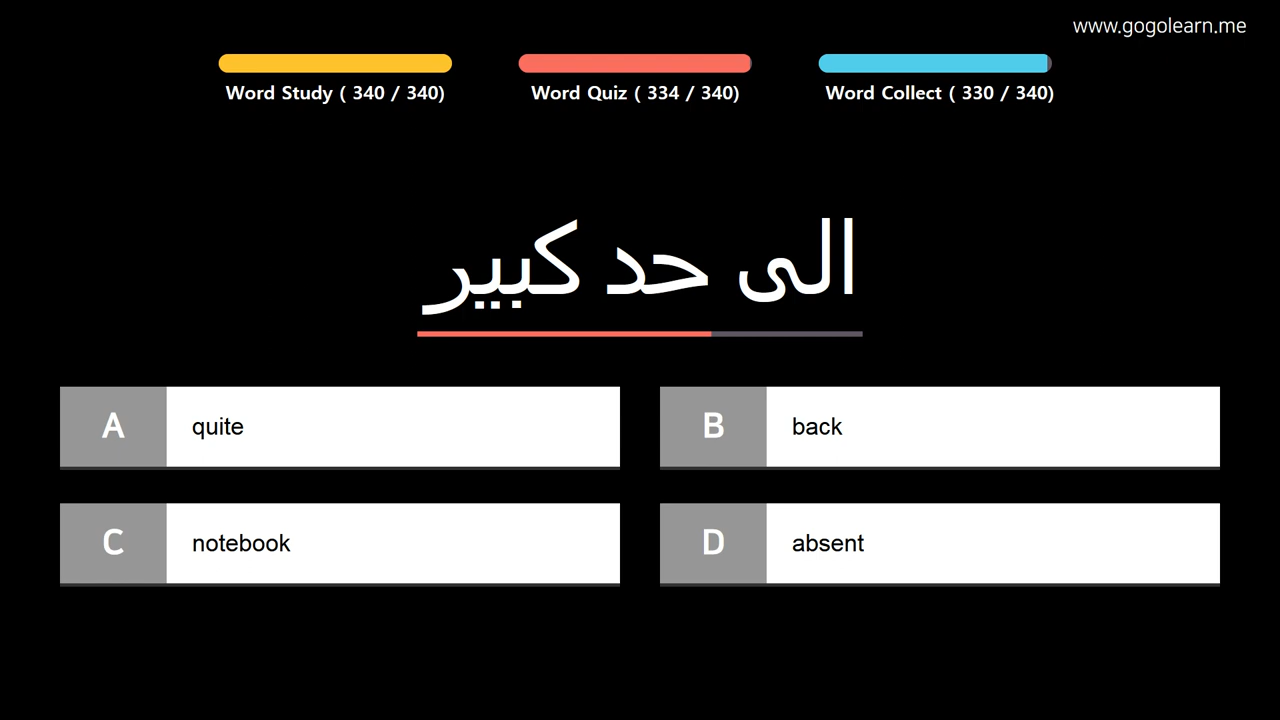 www.gogolearn.me
Word Study ( 340 / 340)
Word Quiz ( 334 / 340)
Word Collect ( 330 / 340)
الى حد كبير
A quite
B back
C notebook
D absent